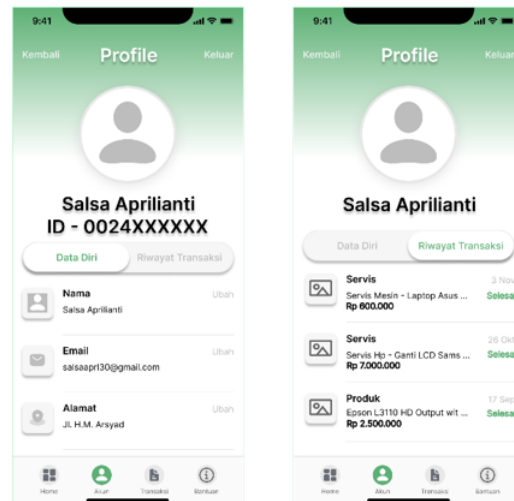 9:41
Kembali
Profile
Keluar
Salsa Aprilianti
ID - 0024XXXXXX
Data Diri
Riwayat Transaksi
Nama
Ubah
Salsa Aprilianti
Email
Ubah
salsaaprl30@gmail.com
Alamat
Ubah
Jl. H.M. Arsyad
Home
Akun
Transaksi
Bantuan
9:41
Kembali
Profile
Keluar
Salsa Aprilianti
Data Diri
Riwayat Transaksi
Servis
3 Nov
Servis Mesin - Laptop Asus ...
Selesai
Rp 600.000
Servis
26 Okt
Servis Hp - Ganti LCD Sams ...
Selesai
Rp 7.000.000
Produk
17 Sep
Epson L3110 HD Output wit ...
Selesai
Rp 2.500.000
Home
Akun
Transaksi
Bantuan